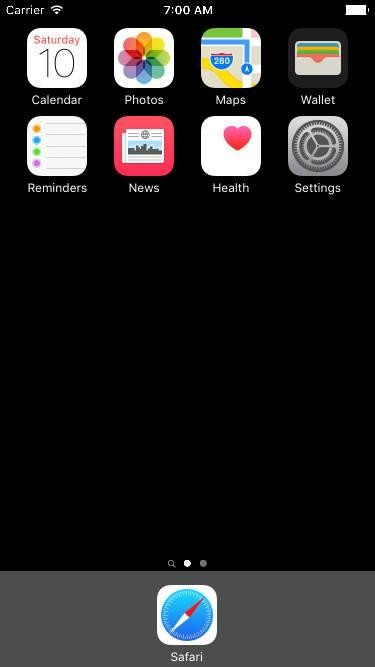 Carrier 7:00 AM
Saturday
10
280
Calendar Photos Maps Wallet
Reminders News Health Settings
Safari